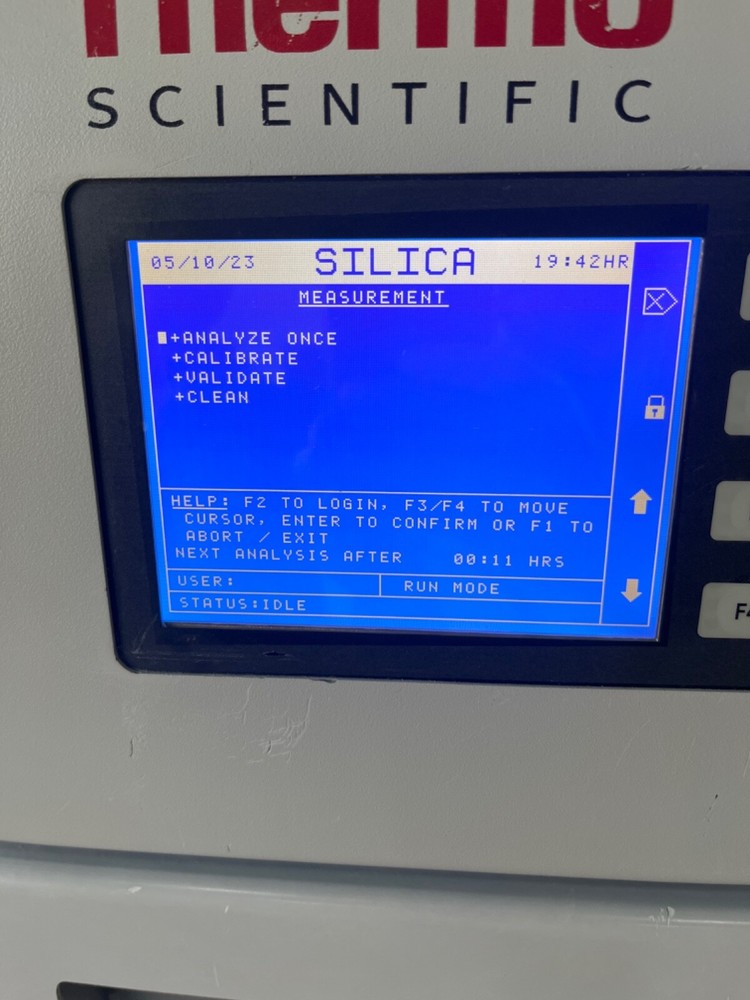 Thermo
SCIENTIFIC
05/10/23 SILICA 19:42HR
MEASUREMENT
+ANALYZE ONCE
+CALIBRATE
+VALIDATE
+CLEAN
HELP: F2 TO LOGIN, F3/F4 TO MOVE
CURSOR, ENTER TO CONFIRM OR F1 TO
ABORT / EXIT
NEXT ANALYSIS AFTER 00:11 HRS
USER: RUN MODE
STATUS:IDLE
F4